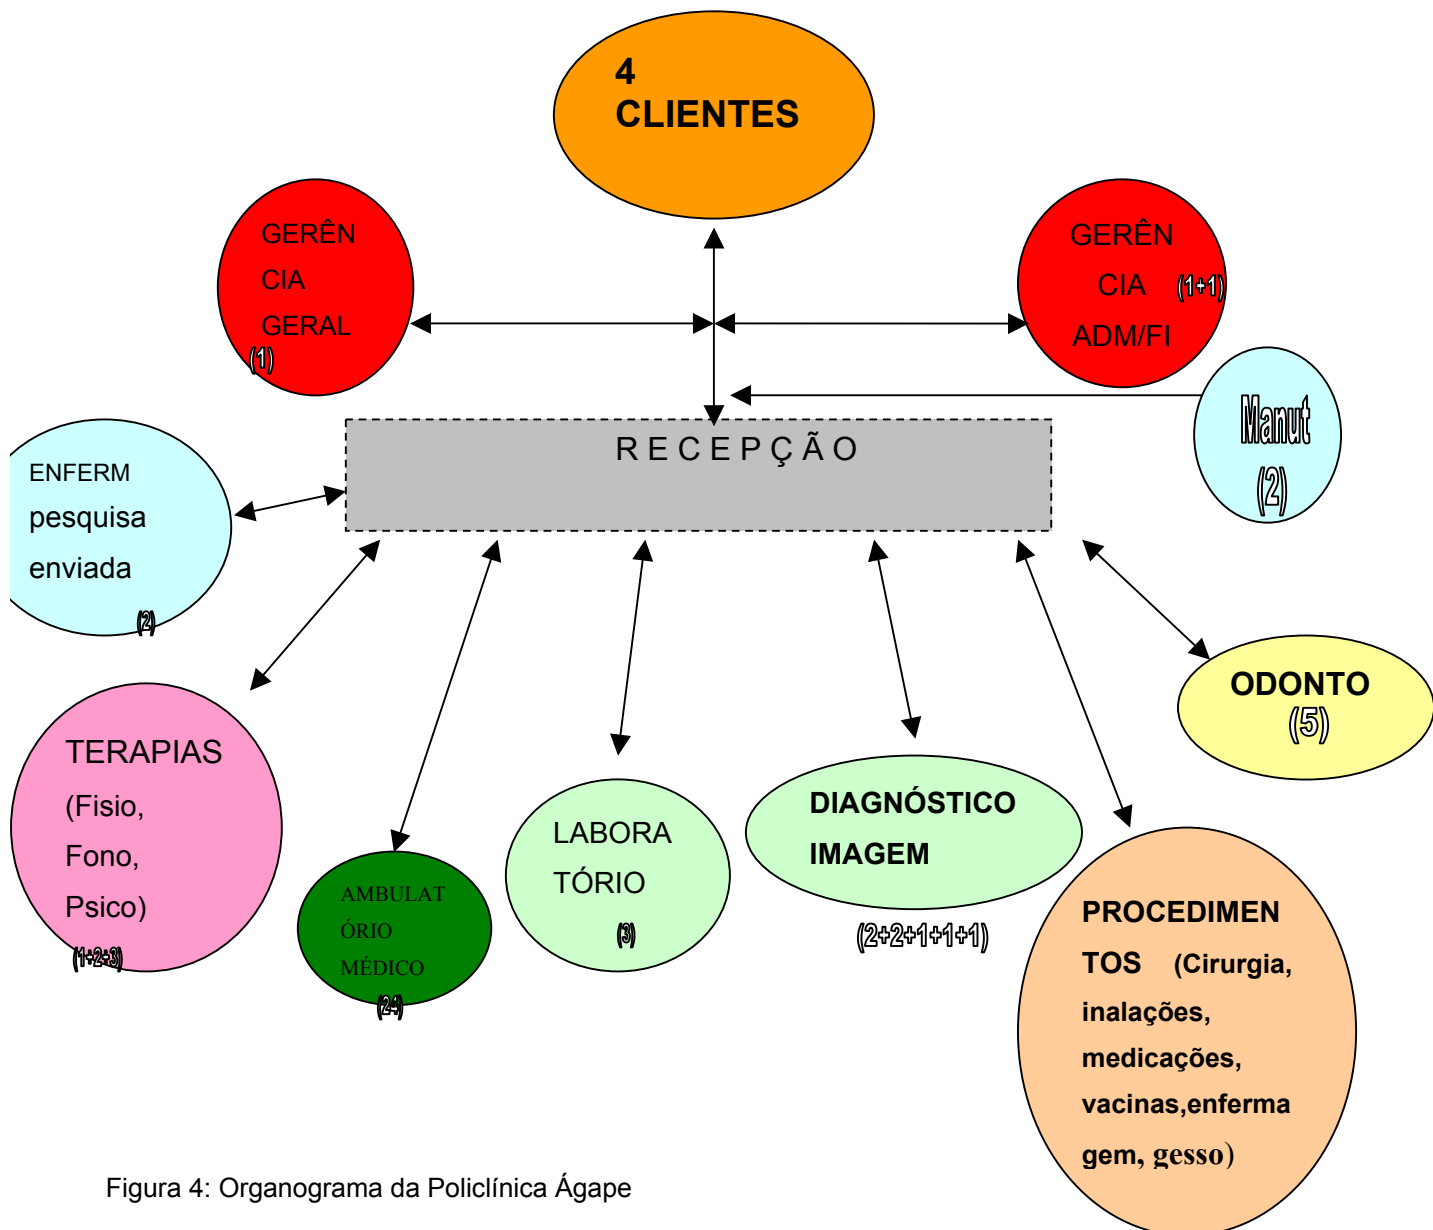 4
CLIENTES
GERÊN
CIA
GERAL
(1)
GERÊN
CIA (1+1)
ADM/FI
Manut
(2)
R E C E P Ç Ã O
ENFERM
pesquisa
enviada
(2)
TERAPIAS
(Fisio,
Fono,
Psico)
(1+2+3)
AMBULAT
ÓRIO
MÉDICO
(24)
LABORA
TÓRIO
(3)
DIAGNÓSTICO
IMAGEM
(2+2+1+1+1)
ODONTO
(5)
PROCEDIMEN
TOS (Cirurgia,
inalações,
medicações,
vacinas,enferma
gem, gesso)
Figura 4: Organograma da Policlínica Ágape